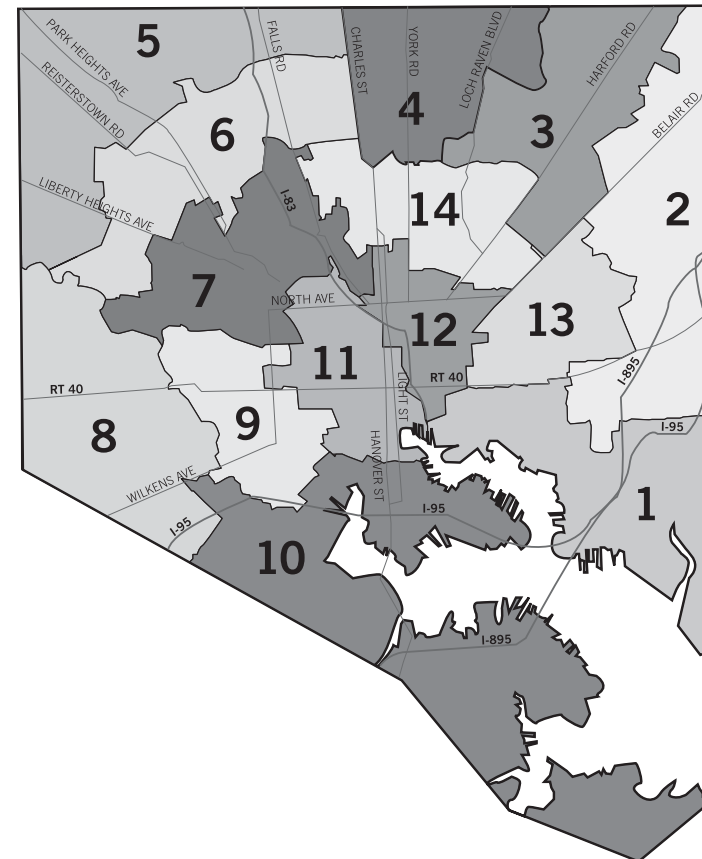 5
PARK HEIGHTS AVE
REISTERSTOWN RD
FALLS RD
CHARLES ST
YORK RD
LOCH RAVEN BLVD
HARFORD RD
BELAIR RD
4
6
3
LIBERTY HEIGHTS AVE
I-83
14
2
7
NORTH AVE
12
13
11
I-895
RT 40
RT 40
LIGHT ST
8
9
I-95
HANOVER ST
WILKENS AVE
I-95
I-95
1
10
I-895